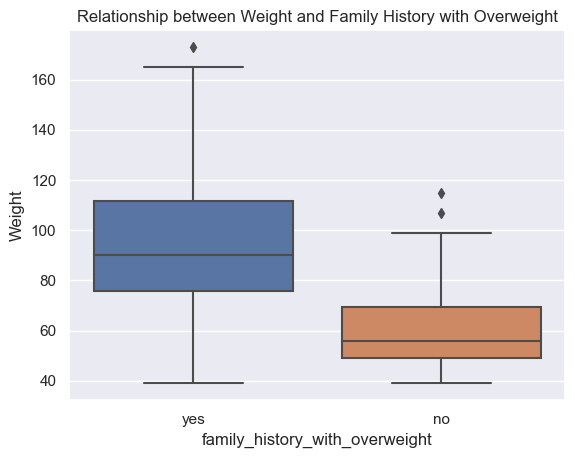 Relationship between Weight and Family History with Overweight
160
140
120
100
80
60
40
Weight
yes
no
family_history_with_overweight